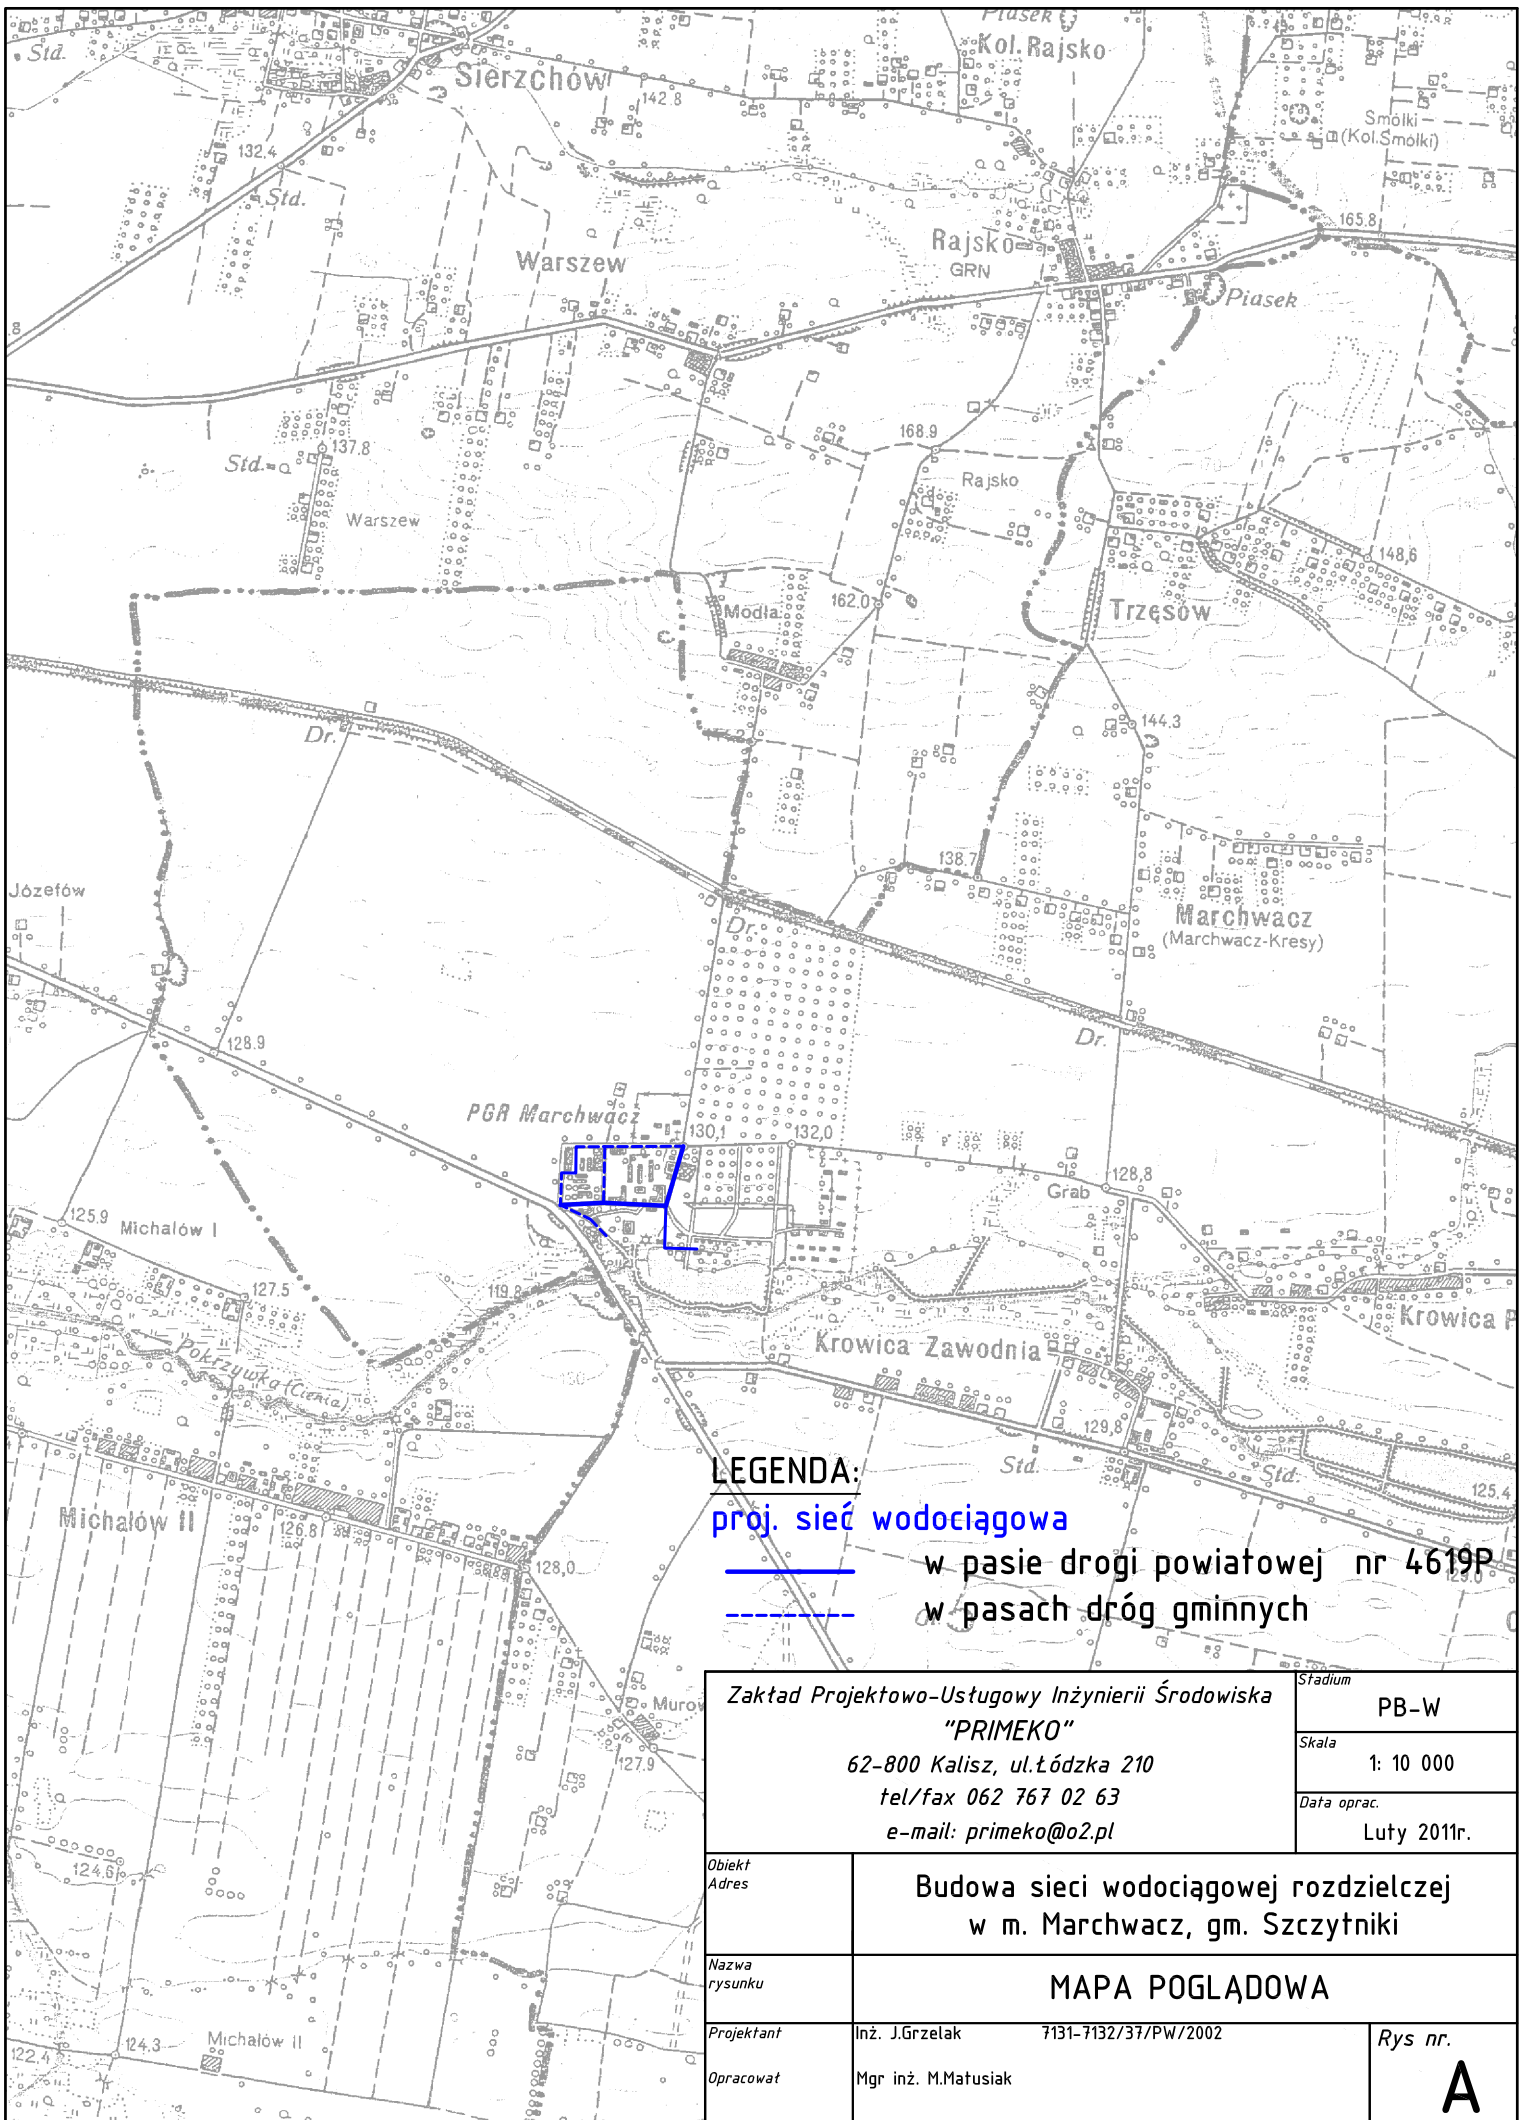 Piasek
Std.
Kol. Rajsko
Sierzchów
142.8
Smólki
(Kol.Smółki)
132.4
Std.
165.8
Rajsko
GRN
Warszew
Piasek
168.9
137.8
Std.
Rajsko
Warszew
148,6
Modła
162.0
Trzęsów
144.3
Dr.
138.7
Józefów
Marchwacz
(Marchwacz-Kresy)
Dr.
Dr.
128.9
PGR Marchwacz
130,1
132,0
128,8
Grab
125.9
Michałów I
127.5
119.8
Krowica P
Krowica Zawodnia
Pokrzywka (Cienia)
130
129,8
Std.
Std.
125.4
LEGENDA:
proj. sieć wodociągowa
Michałów II
126.8
128,0
w pasie drogi powiatowej nr 4619P
129.0
w pasach dróg gminnych
Murow
127.9
124.6
124.3
Michałów II
122.4
Zakład Projektowo-Usługowy Inżynierii Środowiska
"PRIMEKO"
62-800 Kalisz, ul.Łódzka 210
tel/fax 062 767 02 63
e-mail: primeko@o2.pl
Stadium
PB-W
Skala
1: 10 000
Data oprac.
Luty 2011r.
Obiekt
Adres
Budowa sieci wodociągowej rozdzielczej
w m. Marchwacz, gm. Szczytniki
Nazwa
rysunku
MAPA POGLĄDOWA
Projektant
Inż. J.Grzelak 7131-7132/37/PW/2002
Opracował
Mgr inż. M.Matusiak
Rys nr.
A